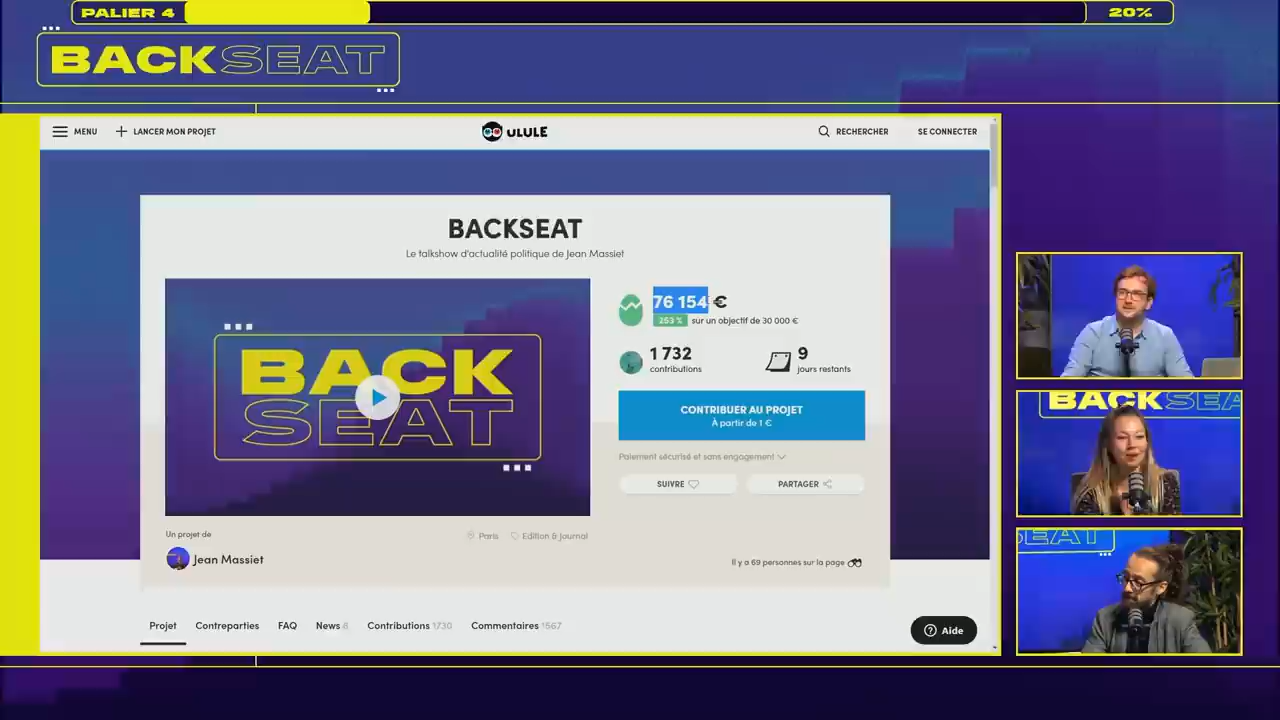 PALIER 4
20%
BACKSEAT
MENU
LANCER MON PROJET
ULULE
RECHERCHER
SE CONNECTER
BACKSEAT
Le talkshow d'actualité politique de Jean Massiet
BACK
SEAT
76 154 €
253 % sur un objectif de 30 000 €
1 732
contributions
9
jours restants
CONTRIBUER AU PROJET
À partir de 1 €
Paiement sécurisé et sans engagement
SUIVRE
PARTAGER
Un projet de
Jean Massiet
Paris
Edition & Journal
Il y a 69 personnes sur la page
Projet
Contreparties
FAQ
News 6
Contributions 1730
Commentaires 1567
Aide
BACKSEA
SEAT